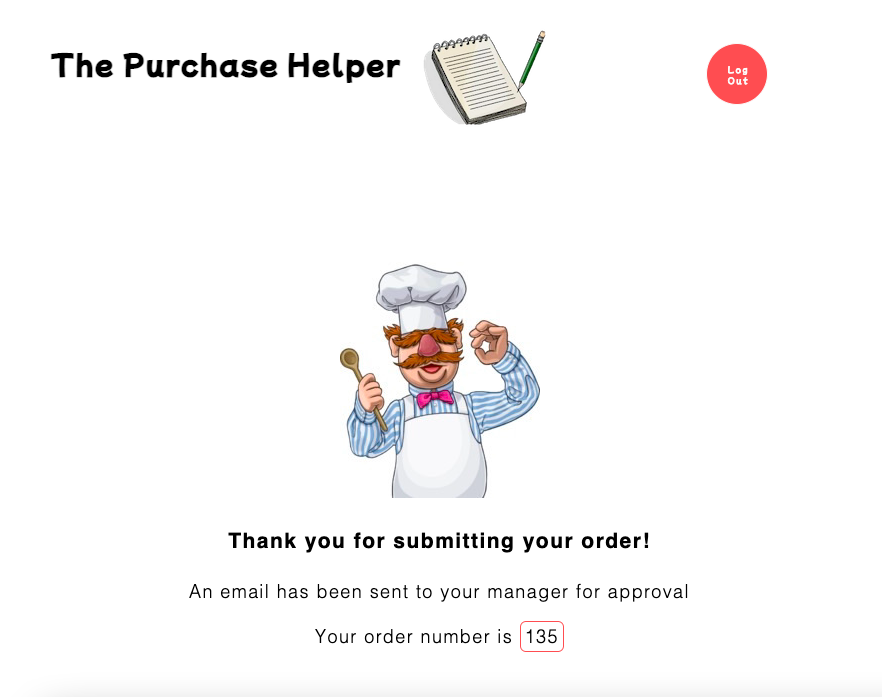 The Purchase Helper
Log
Out
Thank you for submitting your order!
An email has been sent to your manager for approval
Your order number is 135